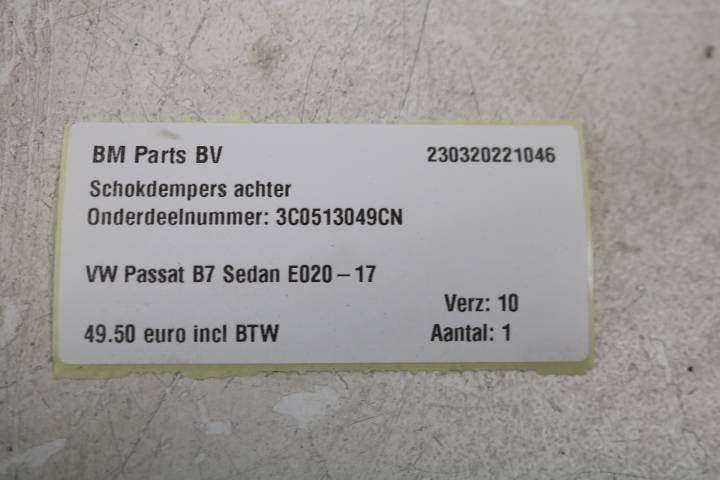 BM Parts BV 230320221046
Schokdempers achter
Onderdeelnummer: 3C0513049CN
VW Passat B7 Sedan E020-17
Verz: 10
49.50 euro incl BTW Aantal: 1